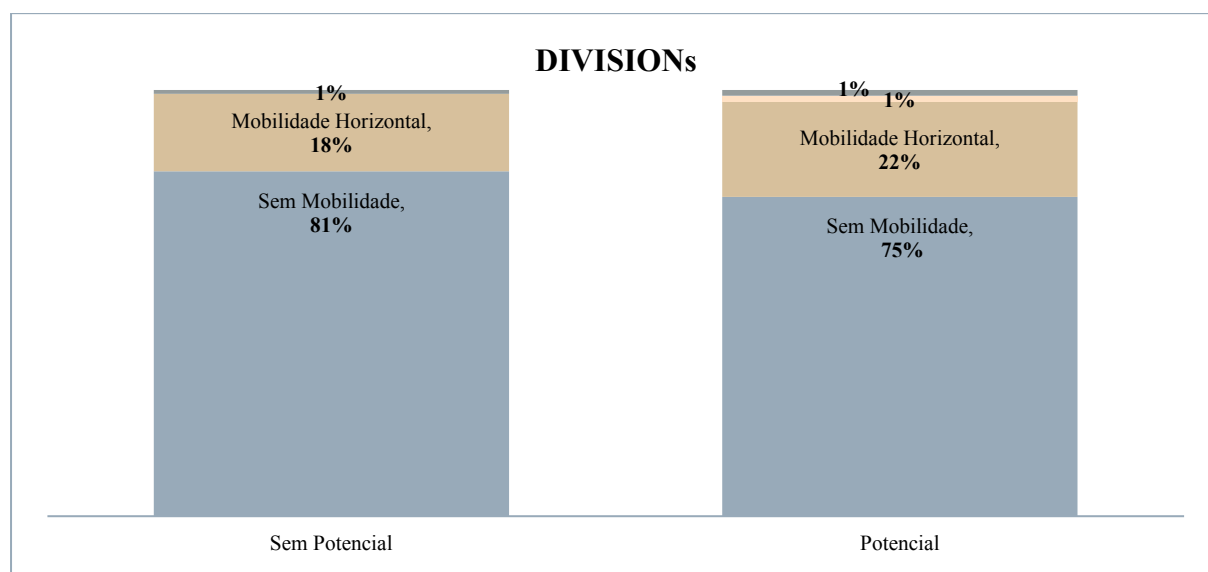 DIVISIONs
1%
Mobilidade Horizontal,
18%
Sem Mobilidade,
81%
1%
1%
Mobilidade Horizontal,
22%
Sem Mobilidade,
75%
Sem Potencial
Potencial